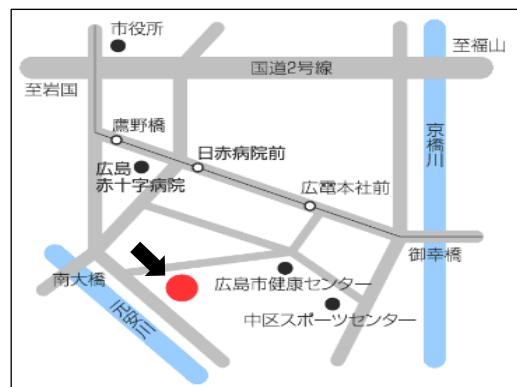 市役所
至福山
国道2号線
至岩国
京橋川
鷹野橋
日赤病院前
広島
赤十字病院
広電本社前
御幸橋
南大橋
広島市健康センター
元安川
中区スポーツセンター